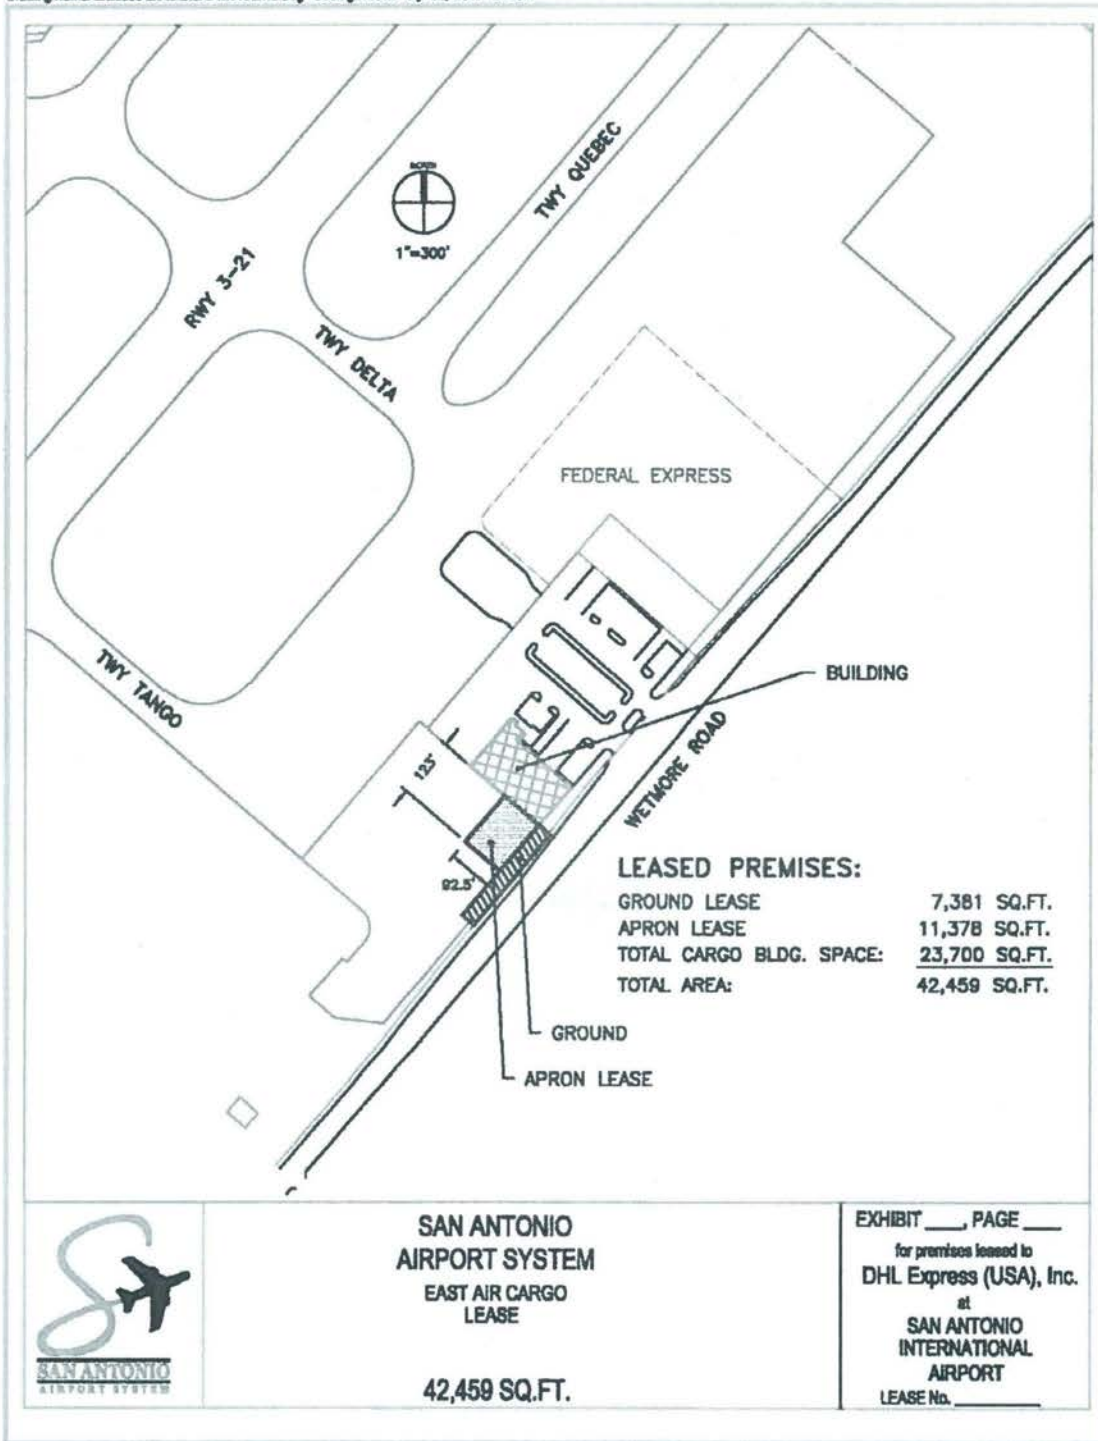 NORTH
1"=300'
TWY QUEBEC
RWY 3-21
TWY DELTA
FEDERAL EXPRESS
TWY TANGO
BUILDING
123'
WETMORE ROAD
92.5'
LEASED PREMISES:
GROUND LEASE 7,381 SQ.FT.
APRON LEASE 11,378 SQ.FT.
TOTAL CARGO BLDG. SPACE: 23,700 SQ.FT.
TOTAL AREA: 42,459 SQ.FT.
GROUND
APRON LEASE
SAN ANTONIO
AIRPORT SYSTEM
SAN ANTONIO
AIRPORT SYSTEM
EAST AIR CARGO
LEASE
42,459 SQ.FT.
EXHIBIT ____, PAGE ____
for premises leased to
DHL Express (USA), Inc.
at
SAN ANTONIO
INTERNATIONAL
AIRPORT
LEASE No. ________